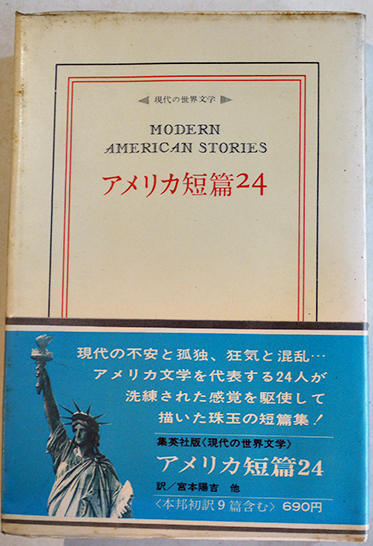 ◀現代の世界文学▶
MODERN
AMERICAN STORIES
アメリカ短篇24
現代の不安と孤独、狂気と混乱…
アメリカ文学を代表する24人が
洗練された感覚を駆使して
描いた珠玉の短篇集!
集英社版〈現代の世界文学〉
アメリカ短篇24
訳/宮本陽吉 他
〈本邦初訳9篇含む〉690円